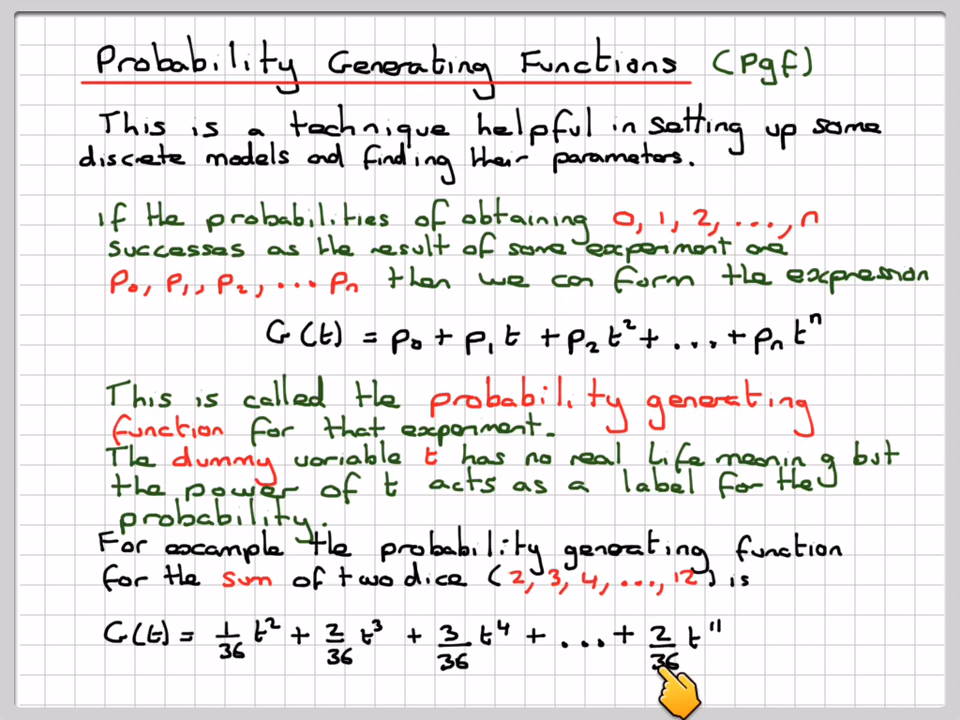 Probability Generating Functions (pgf)
This is a technique helpful in setting up some
discrete models and finding their parameters.
If the probabilities of obtaining 0, 1, 2, ..., n
successes as the result of some experiment are
P₀, P₁, P₂, ... Pₙ then we can form the expression
G(t) = p₀ + p₁t + p₂t² + ... + pₙtⁿ
This is called the probability generating
function for that experiment.
The dummy variable t has no real life meaning but
the power of t acts as a label for the
probability.
For example the probability generating function
for the sum of two dice (2, 3, 4, ..., 12) is
G(t) = 1/36 t² + 2/36 t³ + 3/36 t⁴ + ... + 2/36 t¹¹